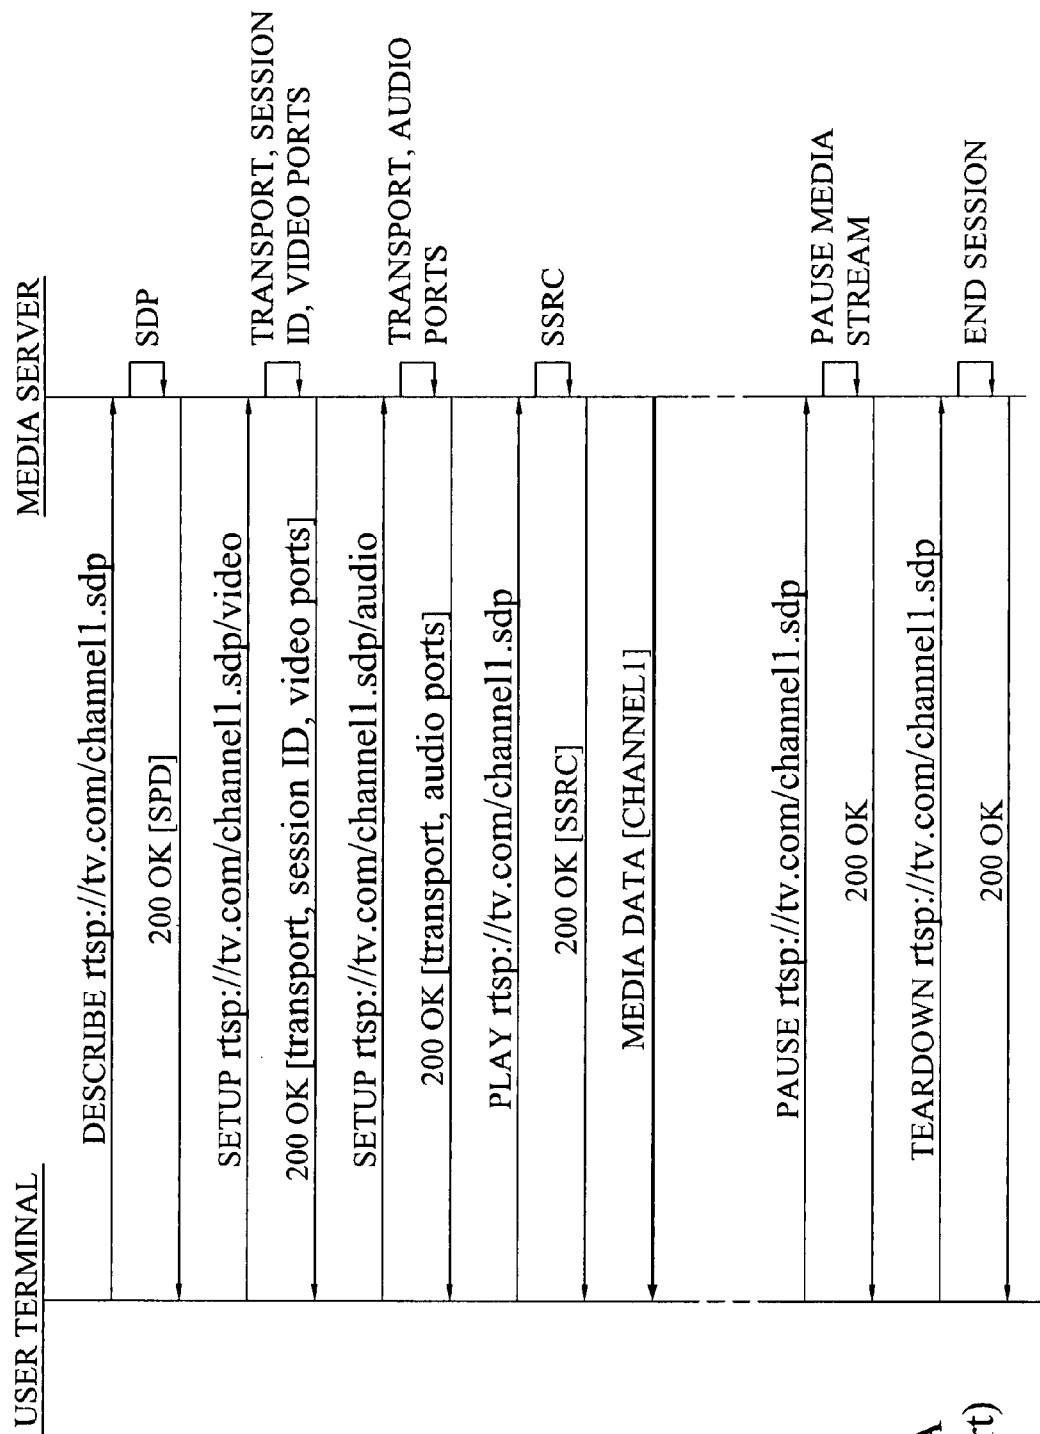 USER TERMINAL
MEDIA SERVER
DESCRIBE rtsp://tv.com/channel1.sdp
SDP
200 OK [SPD]
SETUP rtsp://tv.com/channel1.sdp/video
TRANSPORT, SESSION
ID, VIDEO PORTS
200 OK [transport, session ID, video ports]
SETUP rtsp://tv.com/channel1.sdp/audio
TRANSPORT, AUDIO
PORTS
200 OK [transport, audio ports]
PLAY rtsp://tv.com/channel1.sdp
SSRC
200 OK [SSRC]
MEDIA DATA [CHANNEL1]
PAUSE rtsp://tv.com/channel1.sdp
PAUSE MEDIA
STREAM
200 OK
TEARDOWN rtsp://tv.com/channel1.sdp
END SESSION
200 OK
A
rt)